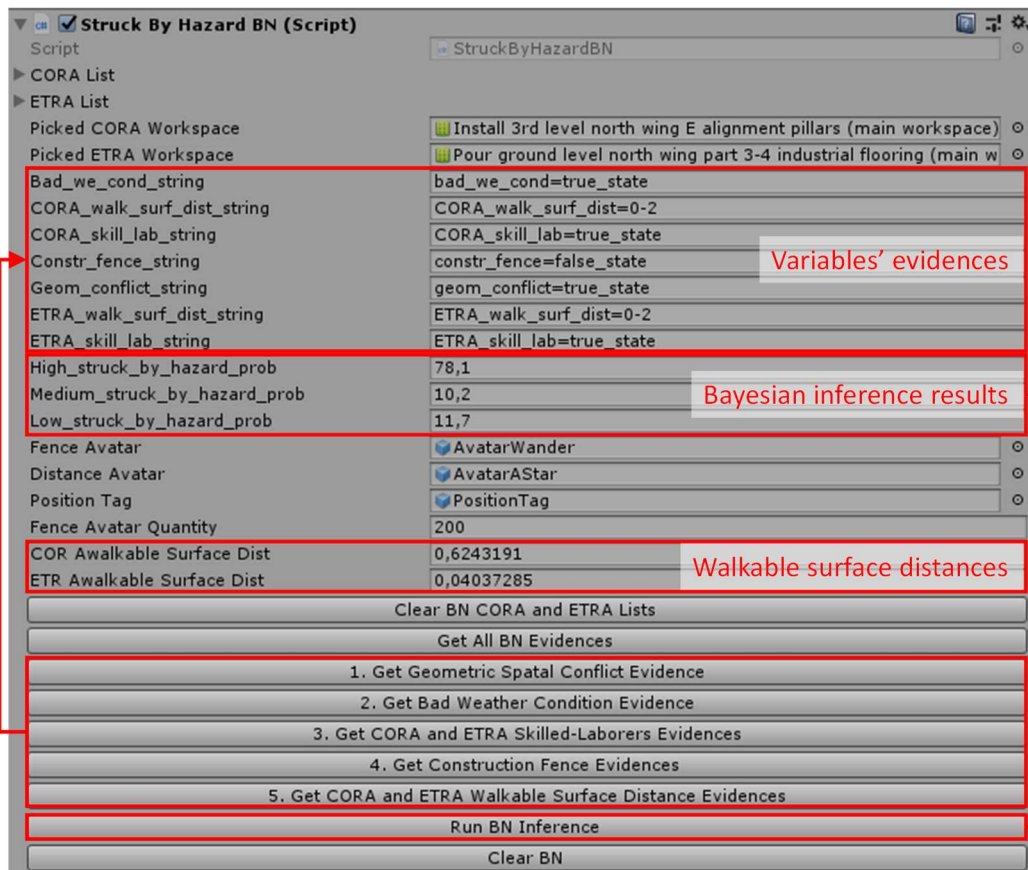 Struck By Hazard BN (Script)
Script StruckByHazardBN
CORA List
ETRA List
Picked CORA Workspace Install 3rd level north wing E alignment pillars (main workspace)
Picked ETRA Workspace Pour ground level north wing part 3-4 industrial flooring (main w
Bad_we_cond_string bad_we_cond=true_state
CORA_walk_surf_dist_string CORA_walk_surf_dist=0-2
CORA_skill_lab_string CORA_skill_lab=true_state
Constr_fence_string constr_fence=false_state Variables' evidences
Geom_conflict_string geom_conflict=true_state
ETRA_walk_surf_dist_string ETRA_walk_surf_dist=0-2
ETRA_skill_lab_string ETRA_skill_lab=true_state
High_struck_by_hazard_prob 78,1
Medium_struck_by_hazard_prob 10,2 Bayesian inference results
Low_struck_by_hazard_prob 11,7
Fence Avatar AvatarWander
Distance Avatar AvatarAStar
Position Tag PositionTag
Fence Avatar Quantity 200
COR Awalkable Surface Dist 0,6243191 Walkable surface distances
ETR Awalkable Surface Dist 0,04037285
Clear BN CORA and ETRA Lists
Get All BN Evidences
1. Get Geometric Spatal Conflict Evidence
2. Get Bad Weather Condition Evidence
3. Get CORA and ETRA Skilled-Laborers Evidences
4. Get Construction Fence Evidences
5. Get CORA and ETRA Walkable Surface Distance Evidences
Run BN Inference
Clear BN